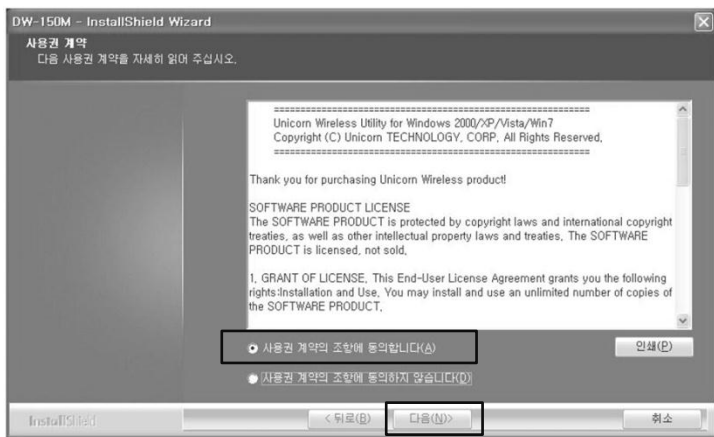 DW-150M - InstallShield Wizard
사용권 계약
다음 사용권 계약을 자세히 읽어 주십시오.
============================================================
Unicorn Wireless Utility for Windows 2000/XP/Vista/Win7
Copyright (C) Unicorn TECHNOLOGY, CORP. All Rights Reserved.
============================================================
Thank you for purchasing Unicorn Wireless product!
SOFTWARE PRODUCT LICENSE
The SOFTWARE PRODUCT is protected by copyright laws and international copyright
treaties, as well as other intellectual property laws and treaties. The SOFTWARE
PRODUCT is licensed, not sold.
1. GRANT OF LICENSE. This End-User License Agreement grants you the following
rights:Installation and Use. You may install and use an unlimited number of copies of
the SOFTWARE PRODUCT.
사용권 계약의 조항에 동의합니다(A)
인쇄(P)
사용권 계약의 조항에 동의하지 않습니다(D)
InstallShield
< 뒤로(B)
다음(N)>
취소